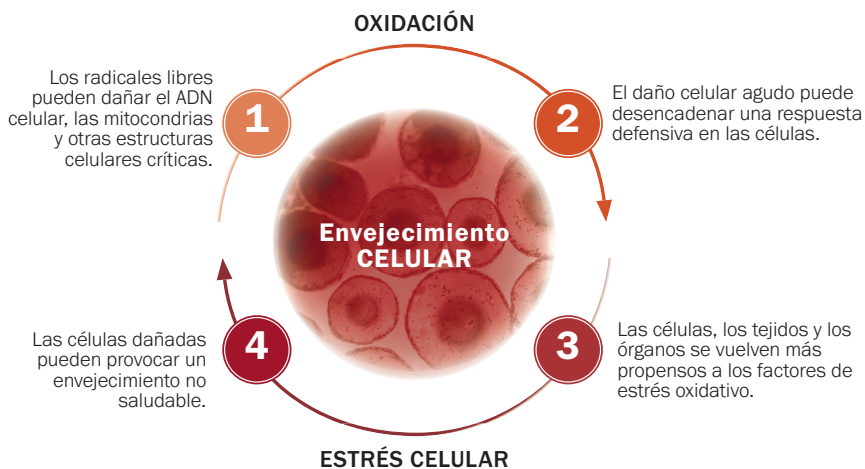 OXIDACIÓN
1
Los radicales libres
pueden dañar el ADN
celular, las mitocondrias
y otras estructuras
celulares críticas.
2
El daño celular agudo puede
desencadenar una respuesta
defensiva en las células.
Envejecimiento
CELULAR
4
Las células dañadas
pueden provocar un
envejecimiento no
saludable.
3
Las células, los tejidos y los
órganos se vuelven más
propensos a los factores de
estrés oxidativo.
ESTRÉS CELULAR